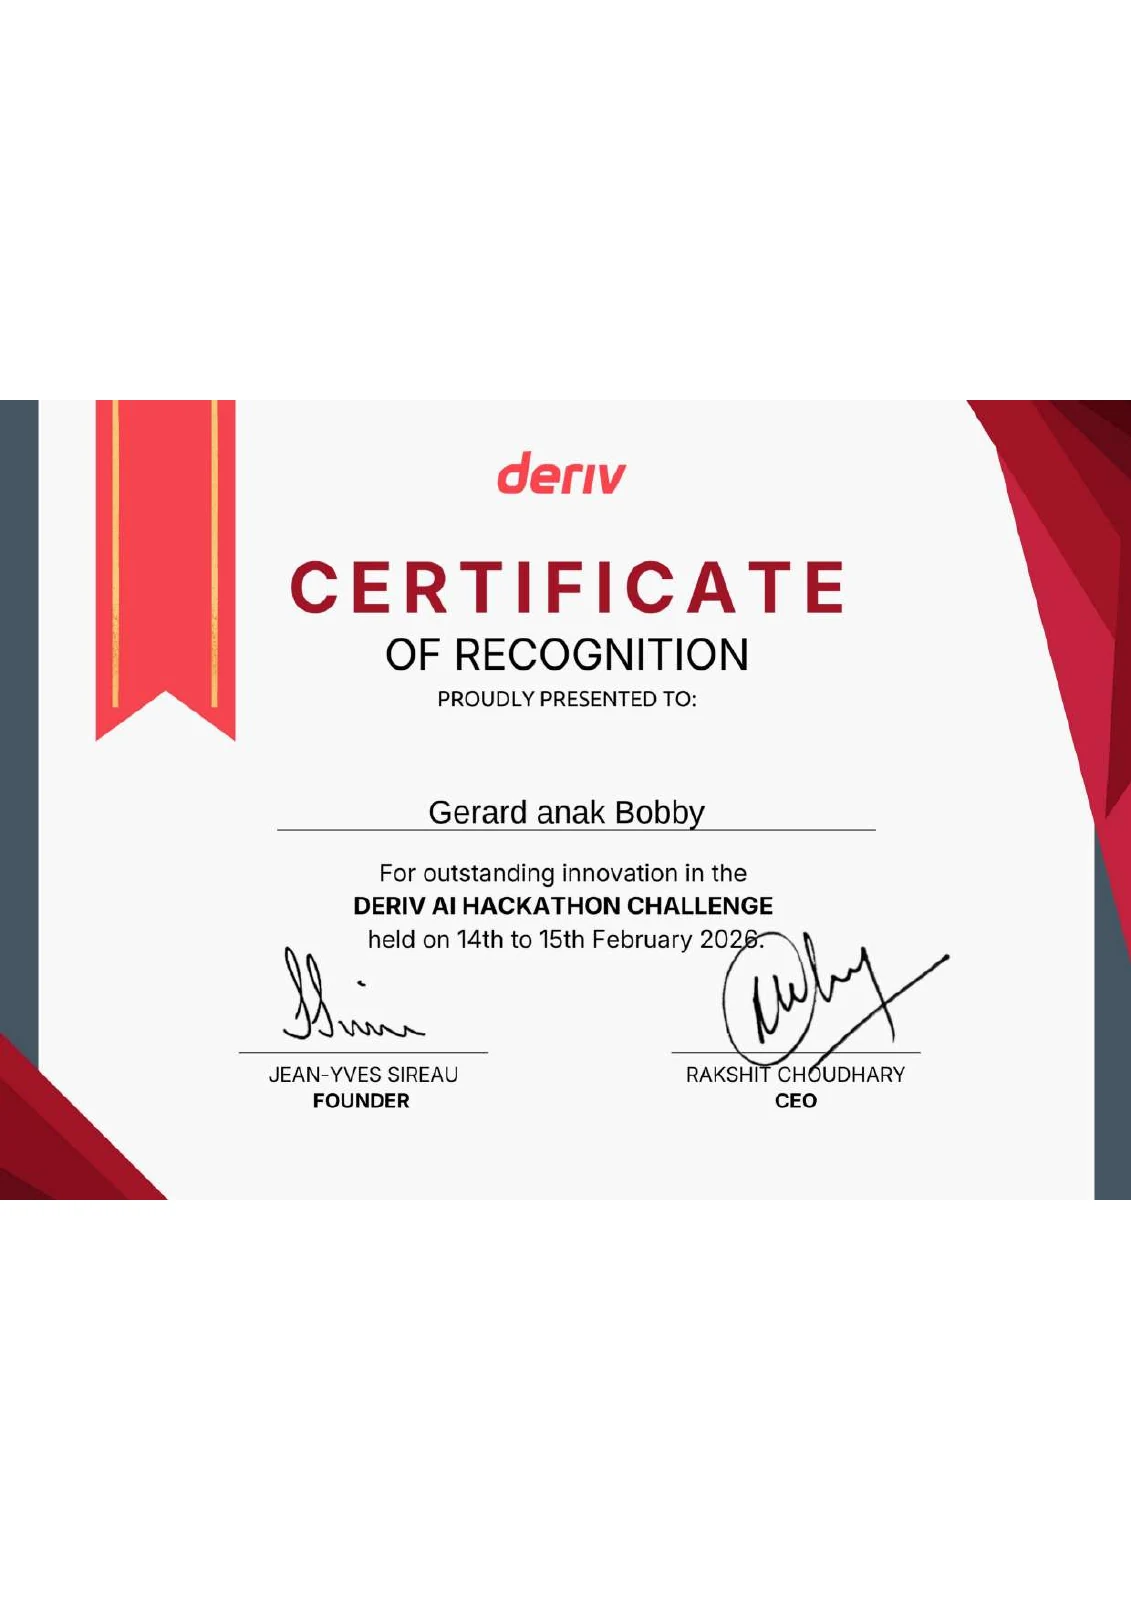 deriv
CERTIFICATE
OF RECOGNITION
PROUDLY PRESENTED TO:
Gerard anak Bobby
For outstanding innovation in the
DERIV AI HACKATHON CHALLENGE
held on 14th to 15th February 2026.
JEAN-YVES SIREAU
FOUNDER
RAKSHIT CHOUDHARY
CEO